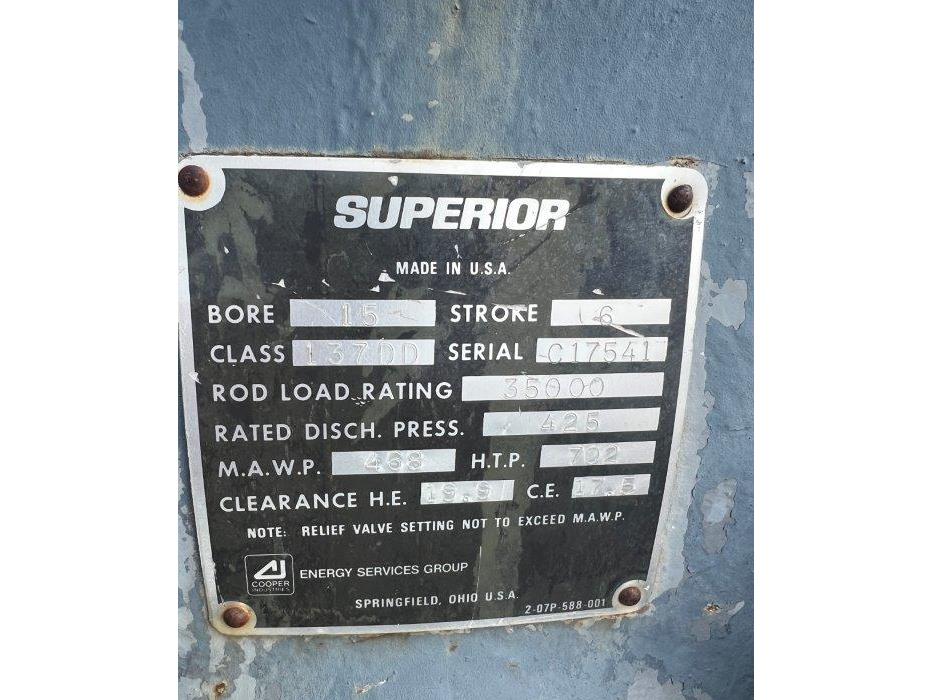 SUPERIOR
MADE IN U.S.A.
BORE 15 STROKE 6
CLASS 137DD SERIAL C17541
ROD LOAD RATING 35000
RATED DISCH. PRESS. 425
M.A.W.P. 468 H.T.P. 702
CLEARANCE H.E. 19.9 C.E. 17.5
NOTE: RELIEF VALVE SETTING NOT TO EXCEED M.A.W.P.
COOPER
INDUSTRIES
ENERGY SERVICES GROUP
SPRINGFIELD, OHIO U.S.A.
2-07P-588-001